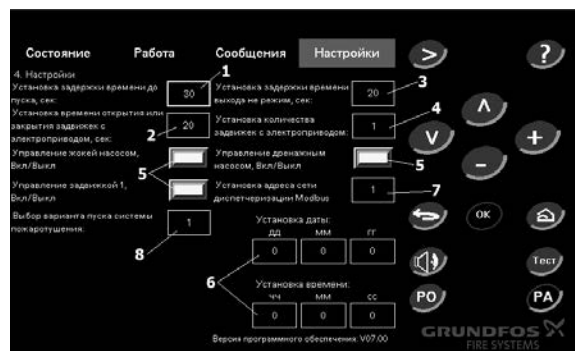 Состояние Работа Сообщения Настройки
4. Настройки
Установка задержки времени до
пуска, сек:
30
1
Установка задержки времени
выхода не режим, сек:
20
3
Установка времени открытия или
закрытия задвижек с
электроприводом, сек:
20
2
Установка количества
задвижек с электроприводом:
1
4
Управление жокей насосом,
Вкл/Выкл
5
Управление дренажным
насосом, Вкл/Выкл
5
Управление задвижкой 1,
Вкл/Выкл
Установка адреса сети
диспетчеризации Modbus
1
7
Выбор варианта пуска системы
пожаротушения:
1
8
Установка даты:
дд мм гг
0 0 0
6
Установка времени:
чч мм сс
0 0 0
Версия программного обеспечения: V07.00
>
?
Λ
V
+
-
OK
Тест
РО
РА
GRUNDFOS
FIRE SYSTEMS